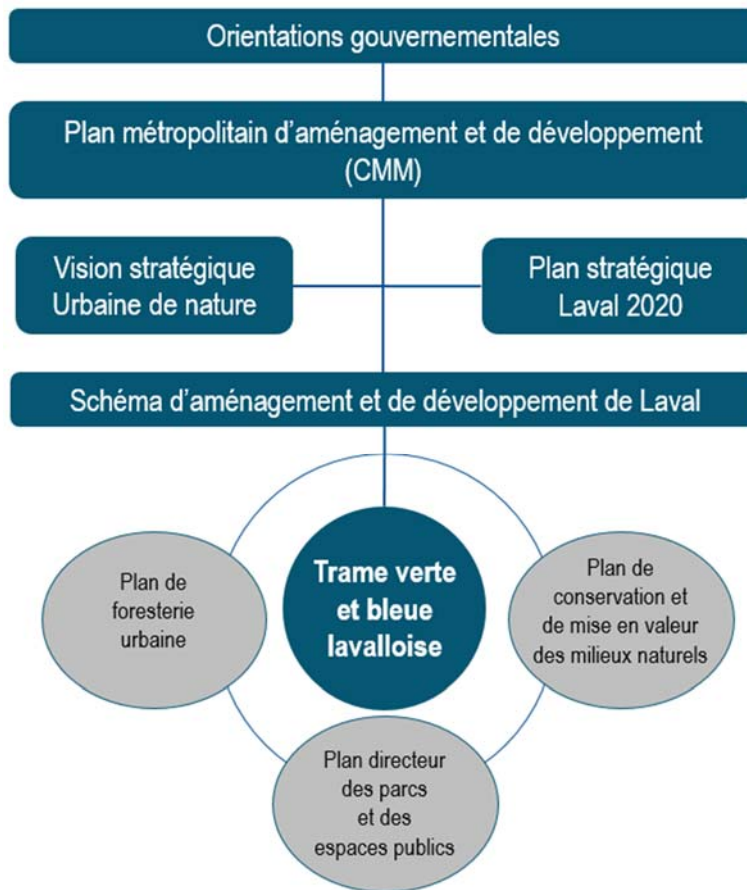 Orientations gouvernementales
Plan métropolitain d'aménagement et de développement
(CMM)
Vision stratégique
Urbaine de nature
Plan stratégique
Laval 2020
Schéma d'aménagement et de développement de Laval
Plan de
foresterie
urbaine
Trame verte
et bleue
lavalloise
Plan de
conservation et
de mise en valeur
des milieux naturels
Plan directeur
des parcs
et des
espaces publics